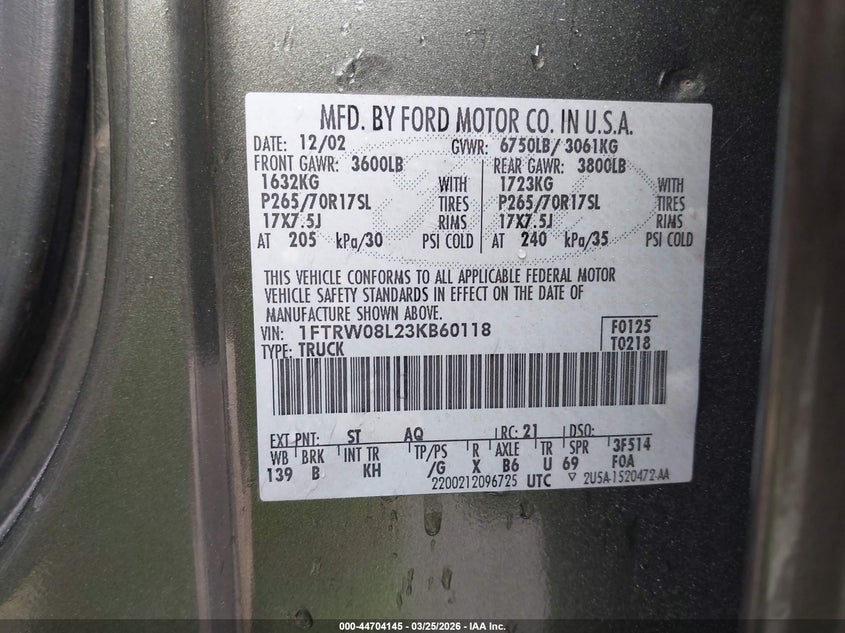 MFD. BY FORD MOTOR CO. IN U.S.A.
DATE: 12/02 GVWR: 6750LB/ 3061KG
FRONT GAWR: 3600LB REAR GAWR: 3800LB
1632KG WITH 1723KG WITH
P265/70R17SL TIRES P265/70R17SL TIRES
17X7.5J RIMS 17X7.5J RIMS
AT 205 kPa/30 PSI COLD AT 240 kPa/35 PSI COLD
THIS VEHICLE CONFORMS TO ALL APPLICABLE FEDERAL MOTOR
VEHICLE SAFETY STANDARDS IN EFFECT ON THE DATE OF
MANUFACTURE SHOWN ABOVE.
VIN: 1FTRW08L23KB60118 F0125
TYPE: TRUCK T0218
EXT PNT: ST AQ RC: 21 DSO:
WB BRK INT TR TP/PS R AXLE TR SPR 3F514
139 B KH /G X B6 U 69 FOA
2200212096725 UTC ▽ 2U5A-1520472-AA
000-44704145 - 03/25/2026 - IAA Inc.